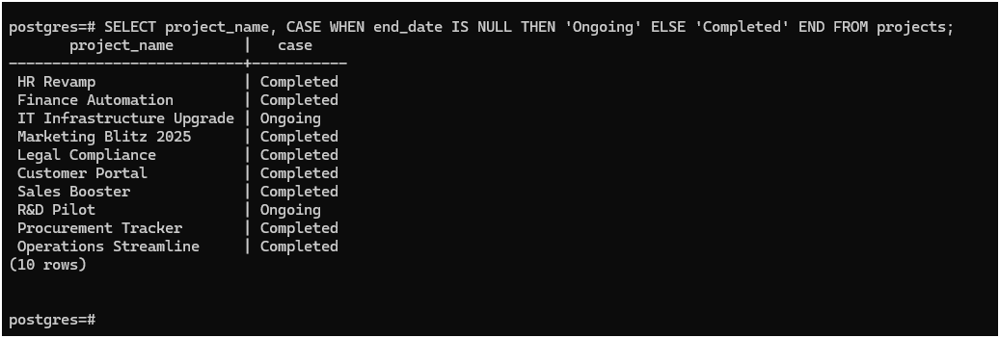 postgres=# SELECT project_name, CASE WHEN end_date IS NULL THEN 'Ongoing' ELSE 'Completed' END FROM projects;
       project_name        |   case
---------------------------+-----------
 HR Revamp                 | Completed
 Finance Automation        | Completed
 IT Infrastructure Upgrade | Ongoing
 Marketing Blitz 2025      | Completed
 Legal Compliance          | Completed
 Customer Portal           | Completed
 Sales Booster             | Completed
 R&D Pilot                 | Ongoing
 Procurement Tracker       | Completed
 Operations Streamline     | Completed
(10 rows)
postgres=#